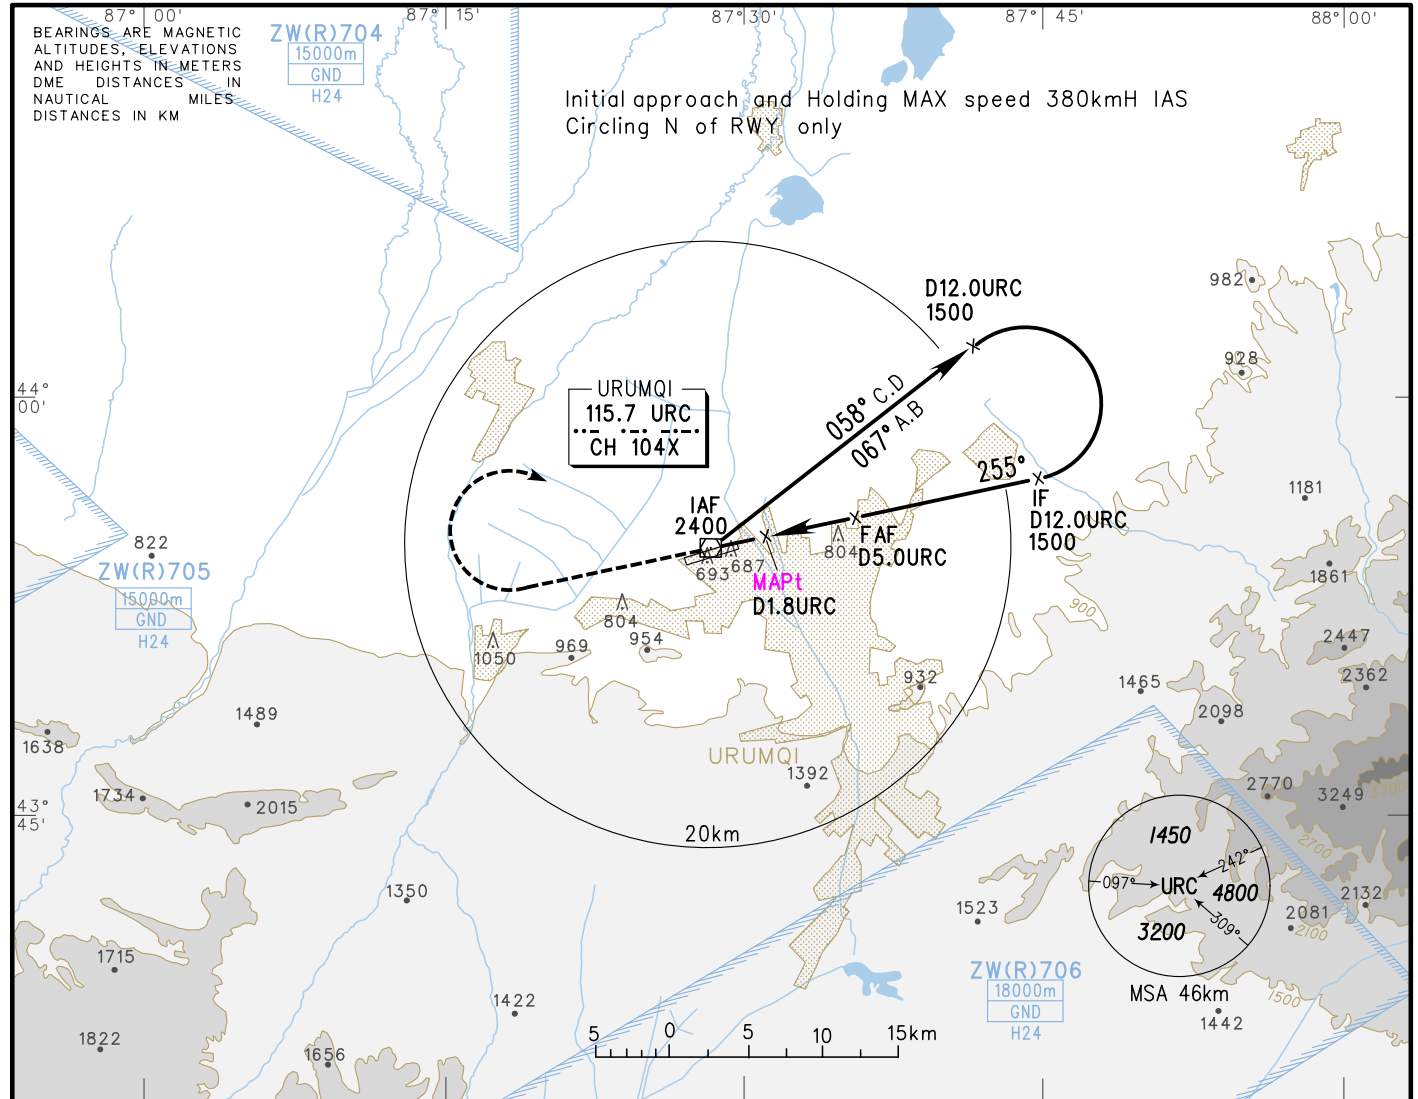 87° 00'
87° 15'
87° 30'
87° 45'
88° 00'
BEARINGS ARE MAGNETIC
ALTITUDES, ELEVATIONS
AND HEIGHTS IN METERS
DME DISTANCES IN
NAUTICAL MILES
DISTANCES IN KM
ZW(R)704
15000m
GND
H24
Initial approach and Holding MAX speed 380kmH IAS
Circling N of RWY only
982
D12.0URC
1500
928
44°
00'
URUMQI
115.7 URC
CH 104X
058° C.D
067° A.B
255°
IF
D12.0URC
1500
1181
IAF
2400
FAF
D5.0URC
804
693
687
MAPt
D1.8URC
822
ZW(R)705
15000m
GND
H24
1861
900
804
954
969
1050
932
2447
2362
1465
2098
1489
1638
URUMQI
1392
1734
2015
2770
3249
3300
43°
45'
20km
2700
1450
242°
097°
URC
4800
309°
3200
MSA 46km
1350
1523
2132
2081
2100
1715
ZW(R)706
18000m
GND
H24
1500
1442
1422
1822
1656
5 0 5 10 15km